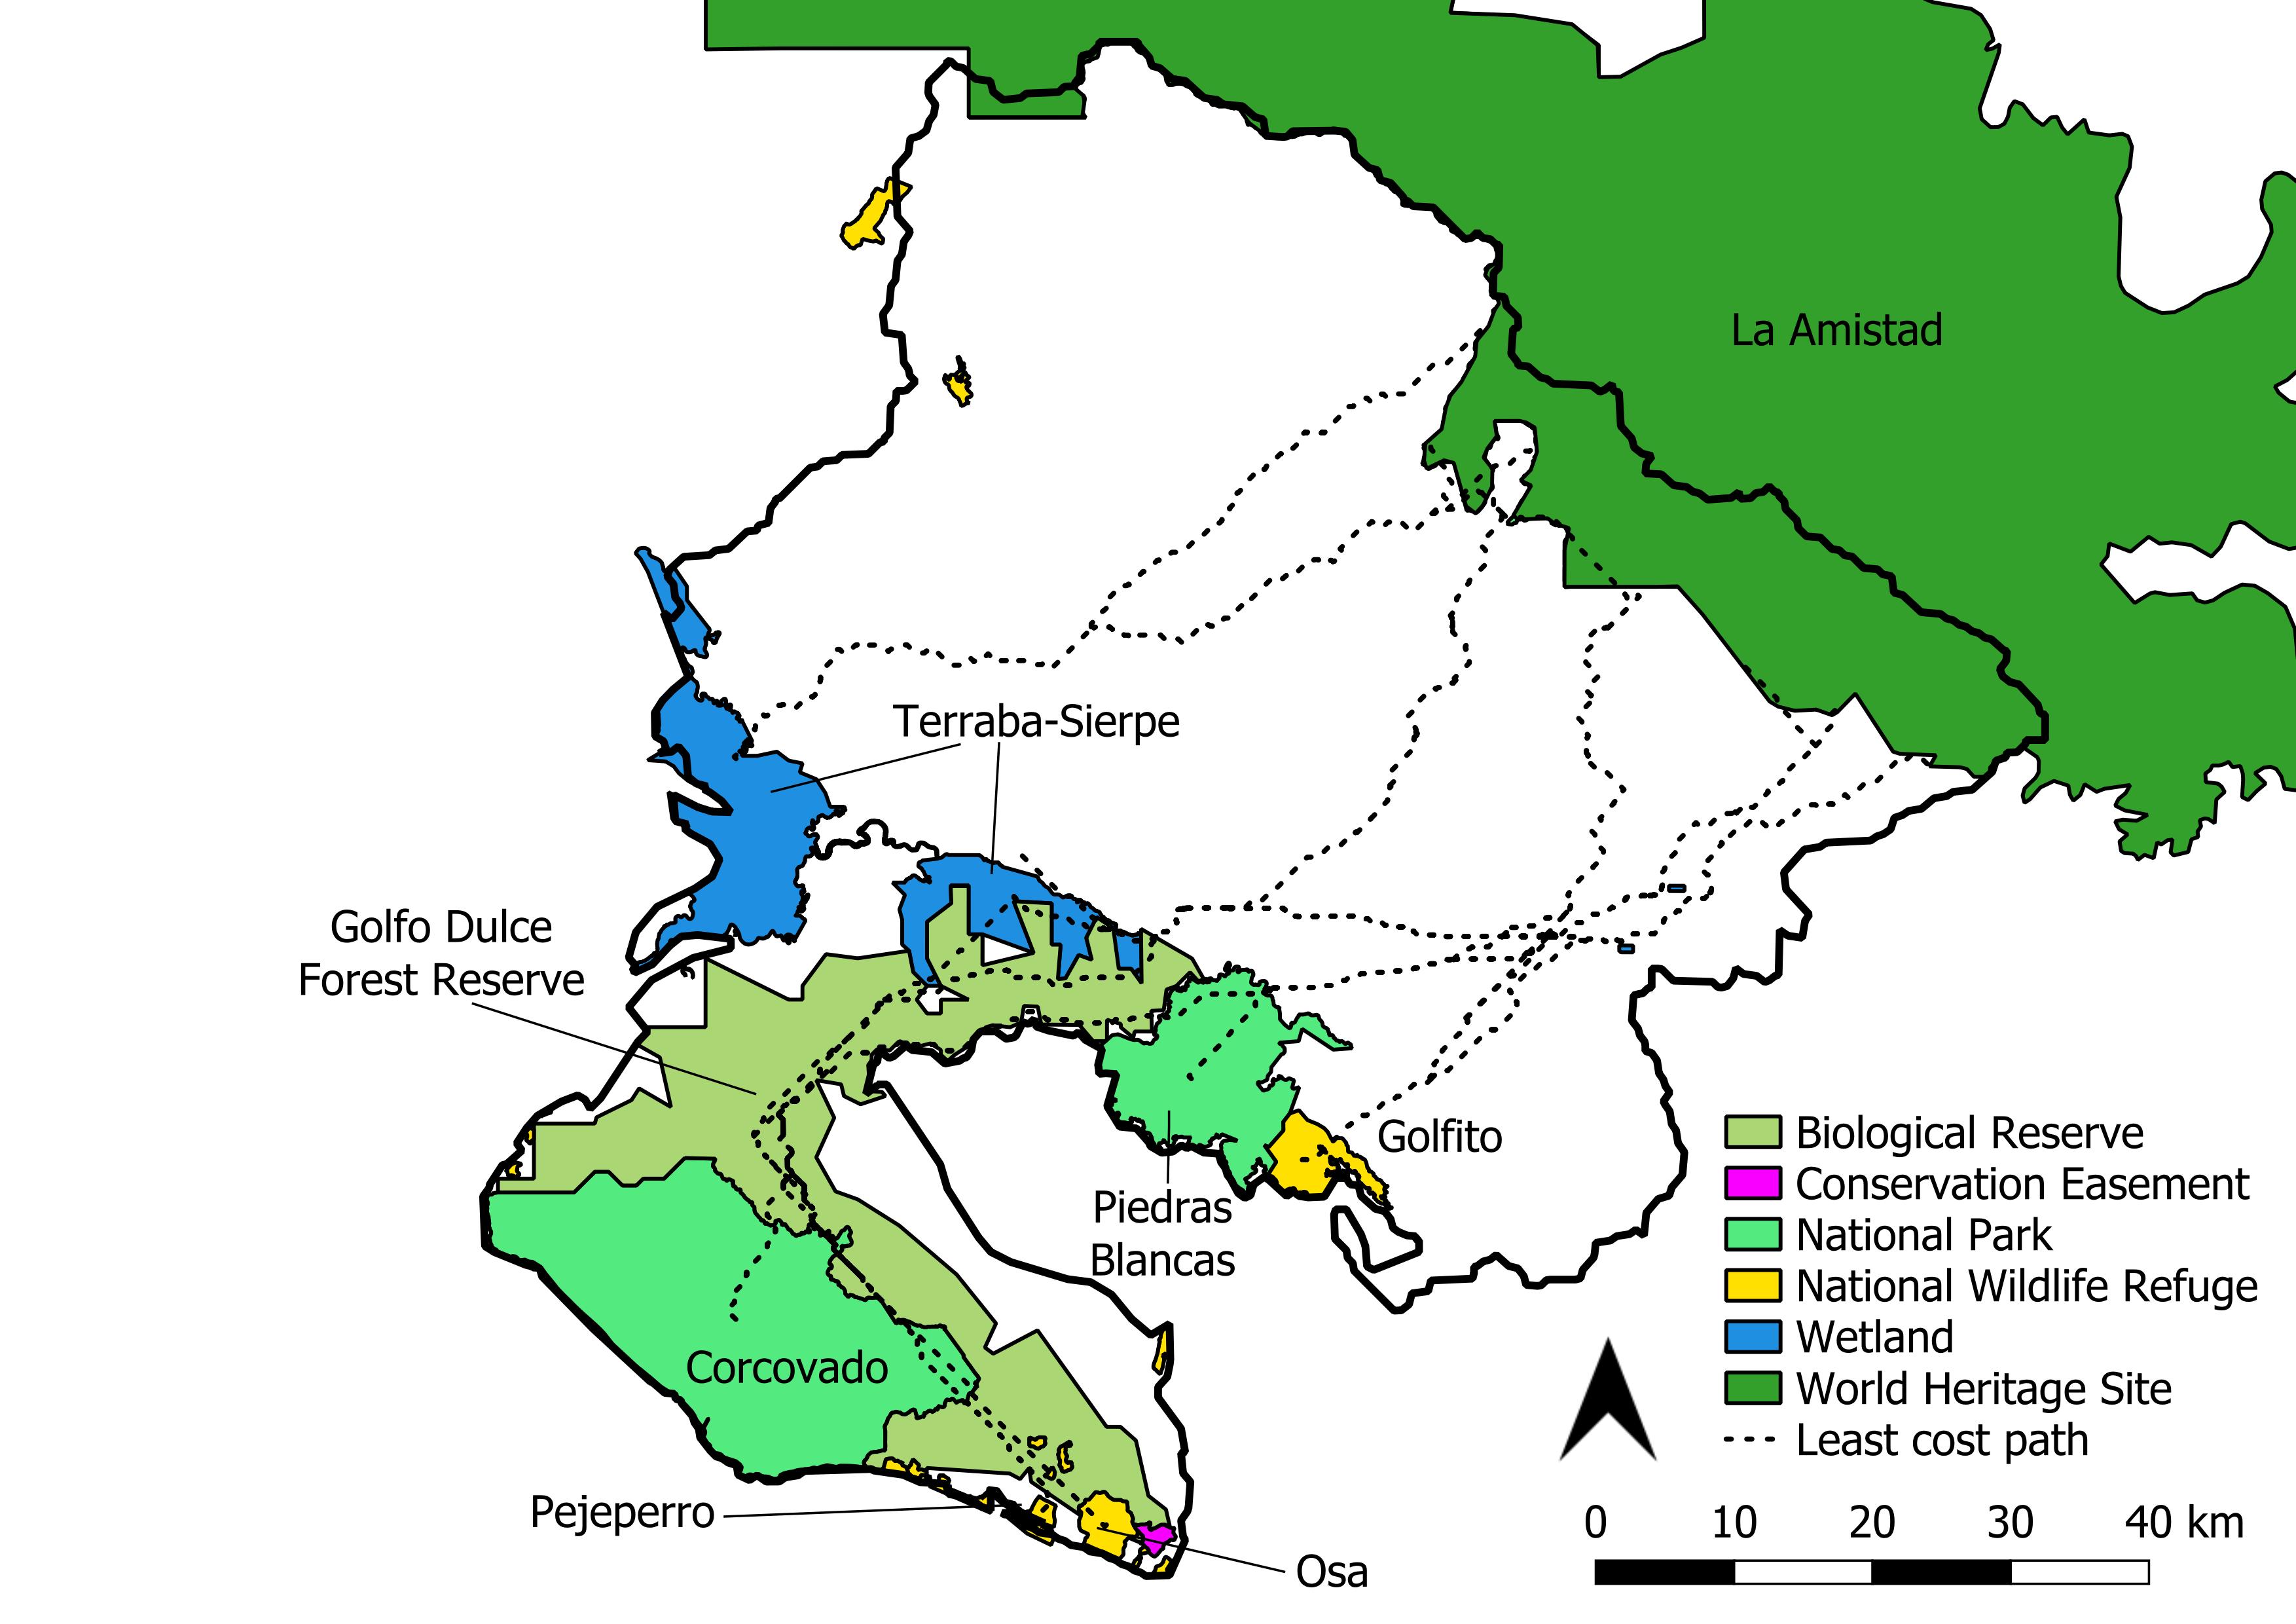 La Amistad
Terraba-Sierpe
Golfo Dulce
Forest Reserve
Golfito
Piedras
Blancas
Corcovado
Pejeperro
Osa
Biological Reserve
Conservation Easement
National Park
National Wildlife Refuge
Wetland
World Heritage Site
Least cost path
0 10 20 30 40 km